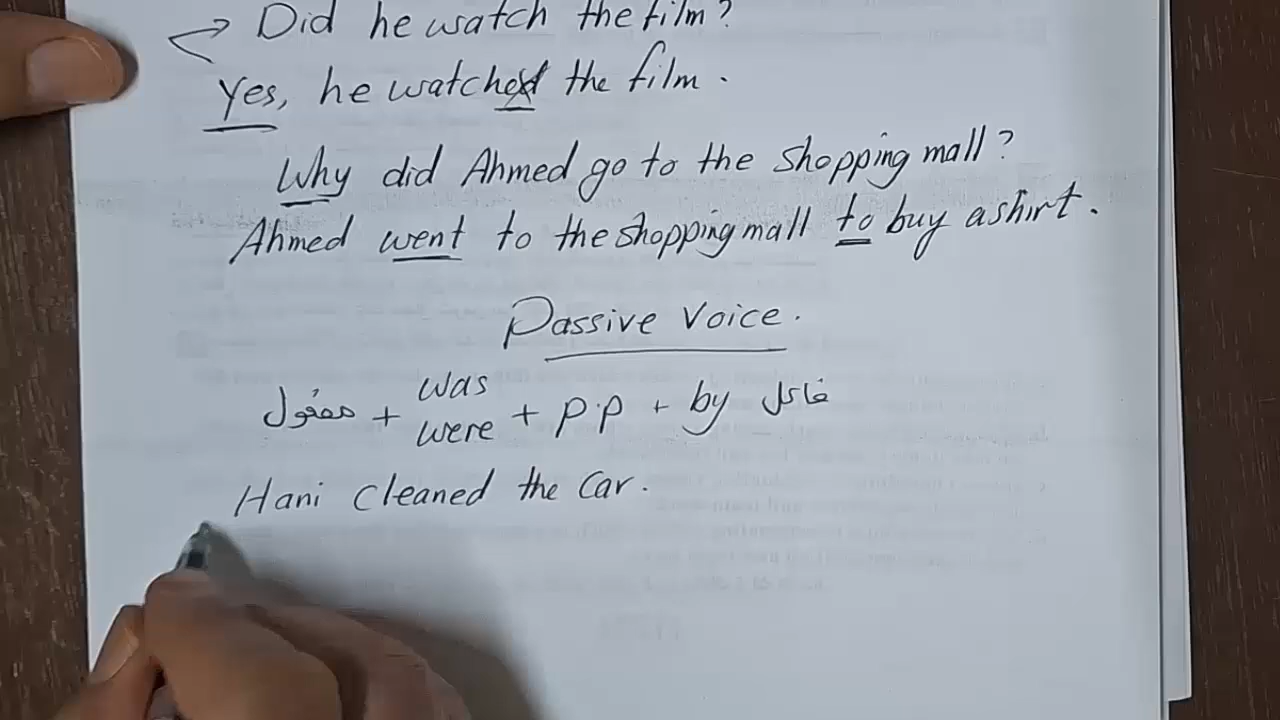 Did he watch the film?
Yes, he watched the film.
Why did Ahmed go to the shopping mall?
Ahmed went to the shopping mall to buy a shirt.
Passive Voice.
مفعول + was were + p.p + by فاعل
Hani cleaned the car.